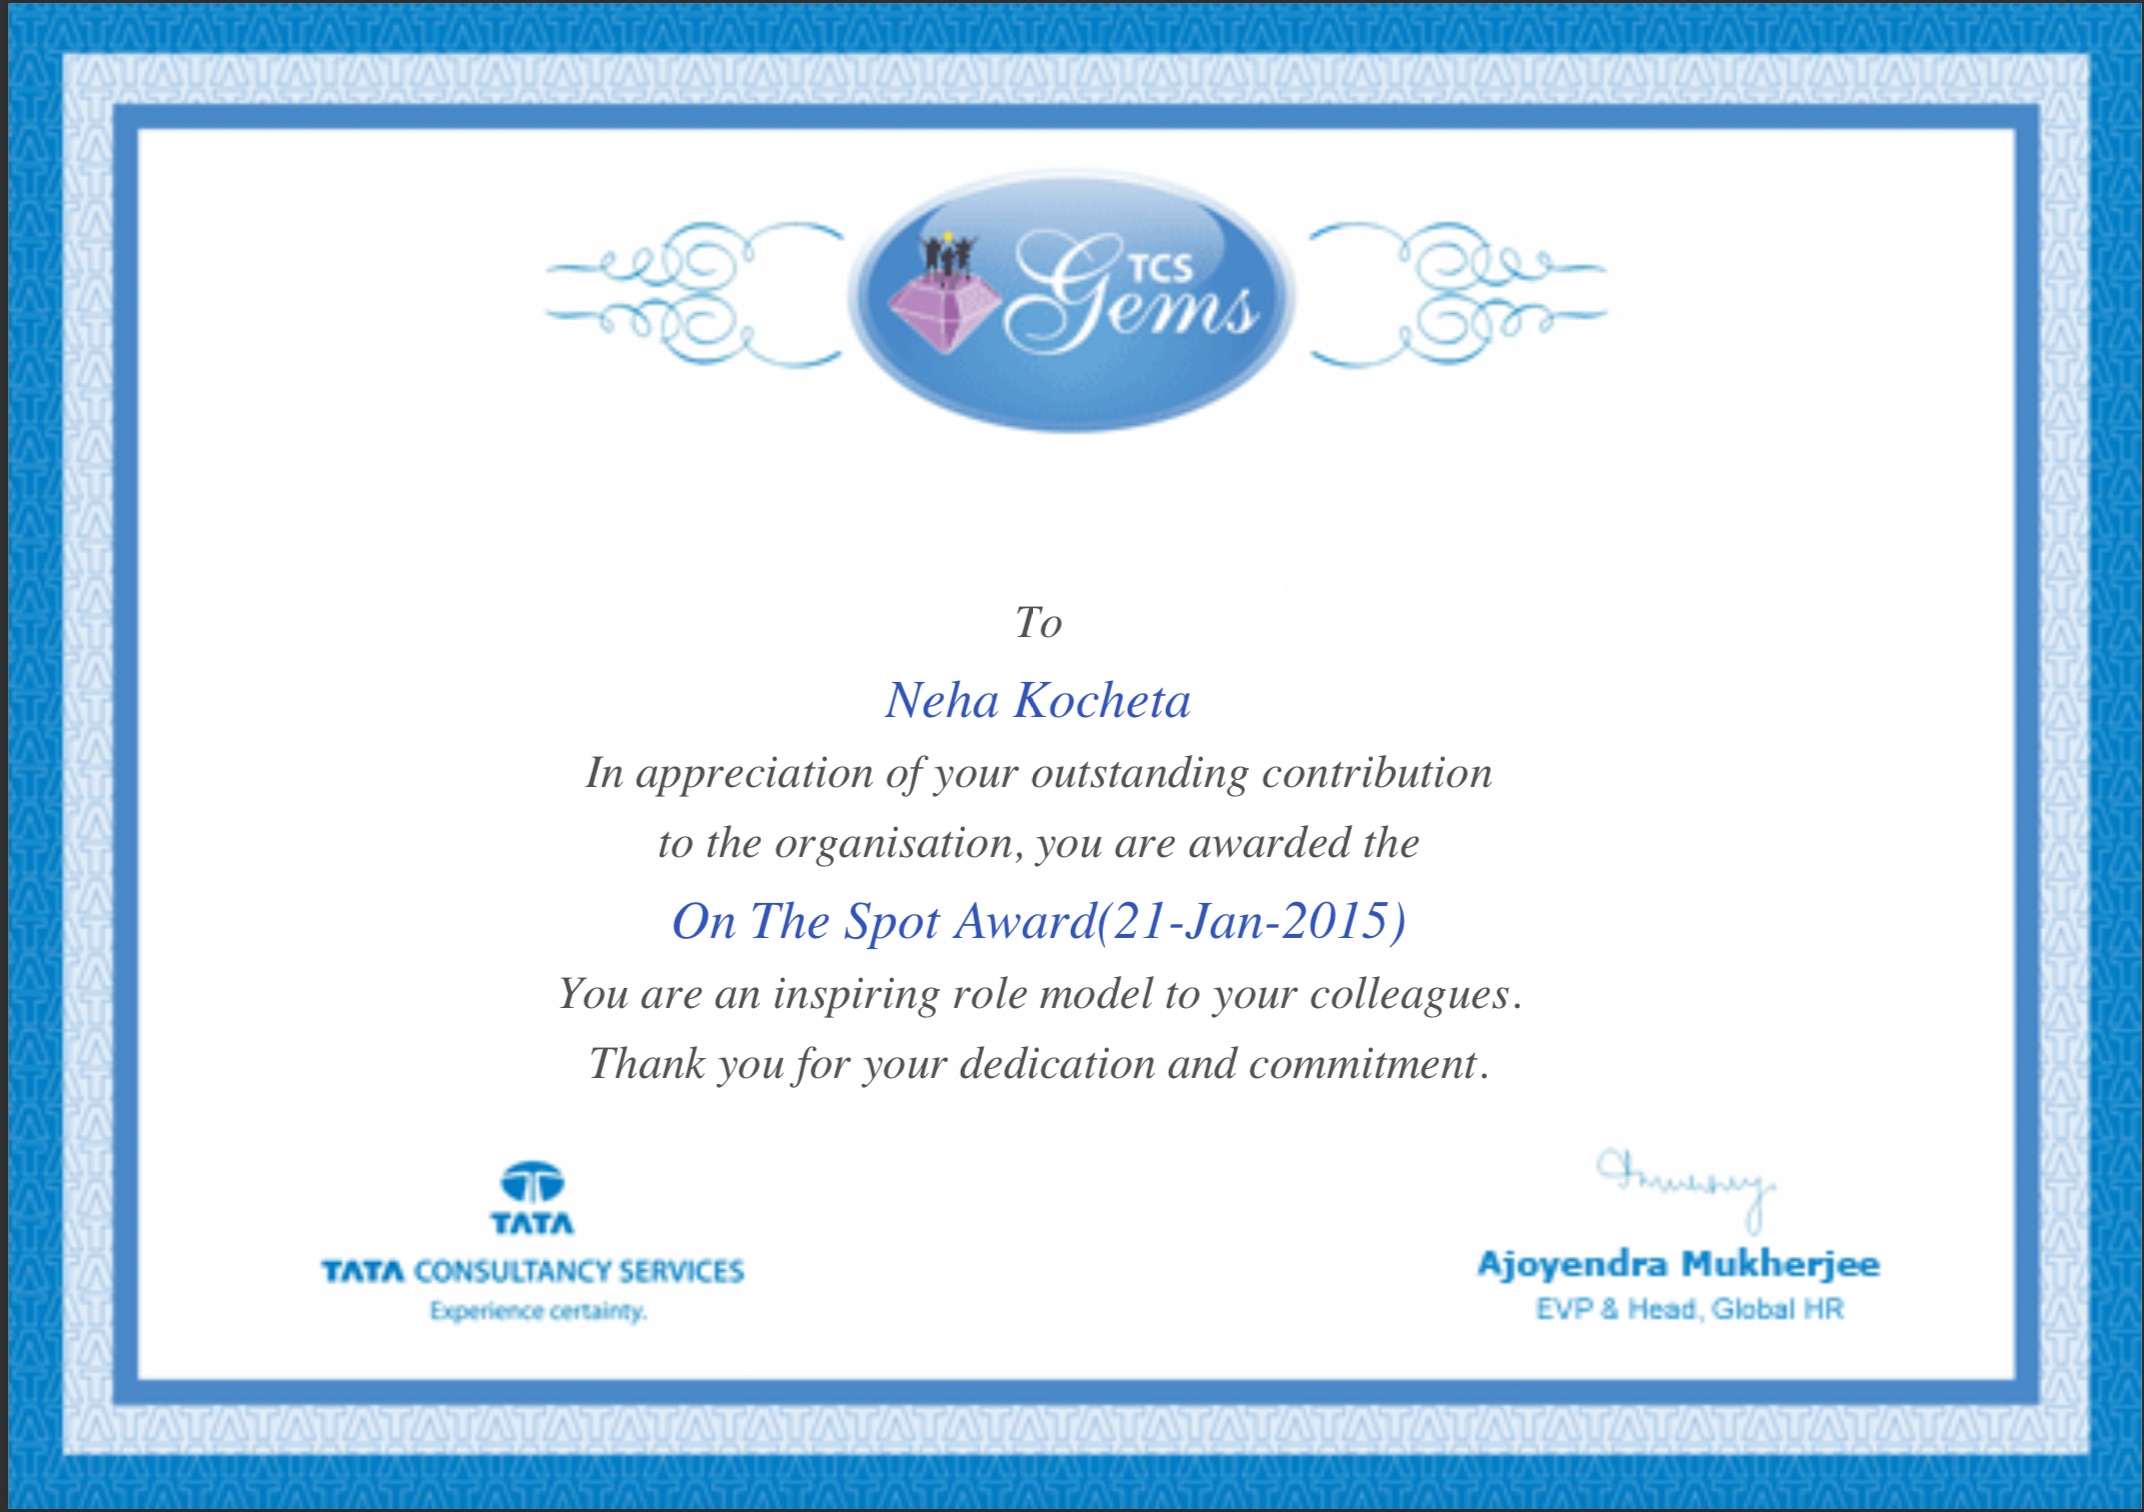 TCS
Gems
To
Neha Kocheta
In appreciation of your outstanding contribution
to the organisation, you are awarded the
On The Spot Award(21-Jan-2015)
You are an inspiring role model to your colleagues.
Thank you for your dedication and commitment.
TATA
TATA CONSULTANCY SERVICES
Experience certainty.
Ajoyendra Mukherjee
EVP & Head, Global HR